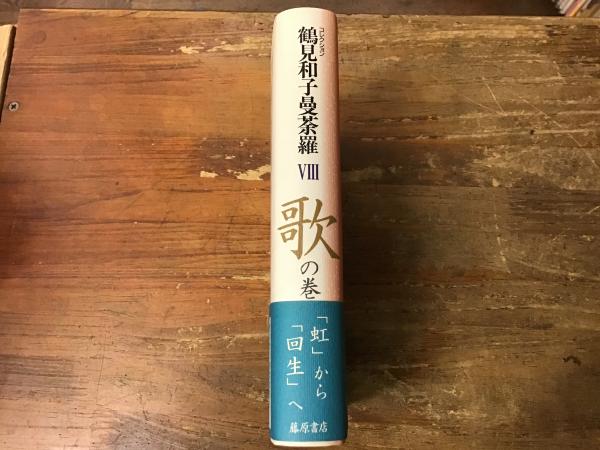 コレクション
鶴見和子曼荼羅
VIII
歌の巻
「虹」から
「回生」へ
藤原書店